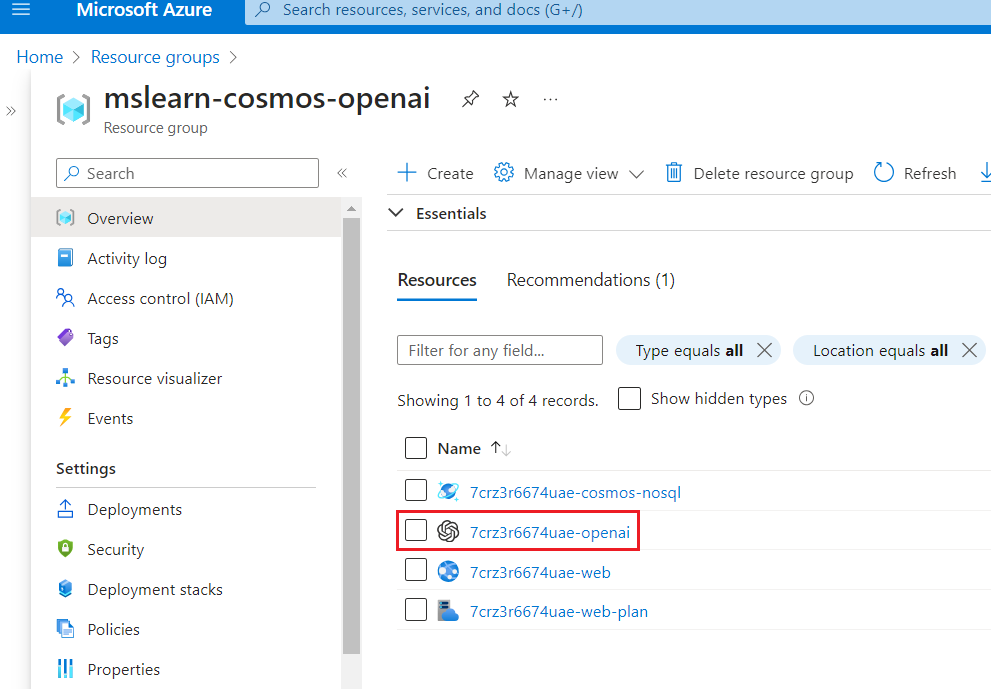 Microsoft Azure
Search resources, services, and docs (G+/)
Home > Resource groups >
mslearn-cosmos-openai
Resource group
Search
Overview
Activity log
Access control (IAM)
Tags
Resource visualizer
Events
Settings
Deployments
Security
Deployment stacks
Policies
Properties
Create
Manage view
Delete resource group
Refresh
Essentials
Resources
Recommendations (1)
Filter for any field...
Type equals all
Location equals all
Showing 1 to 4 of 4 records.
Show hidden types
Name
7crz3r6674uae-cosmos-nosql
7crz3r6674uae-openai
7crz3r6674uae-web
7crz3r6674uae-web-plan